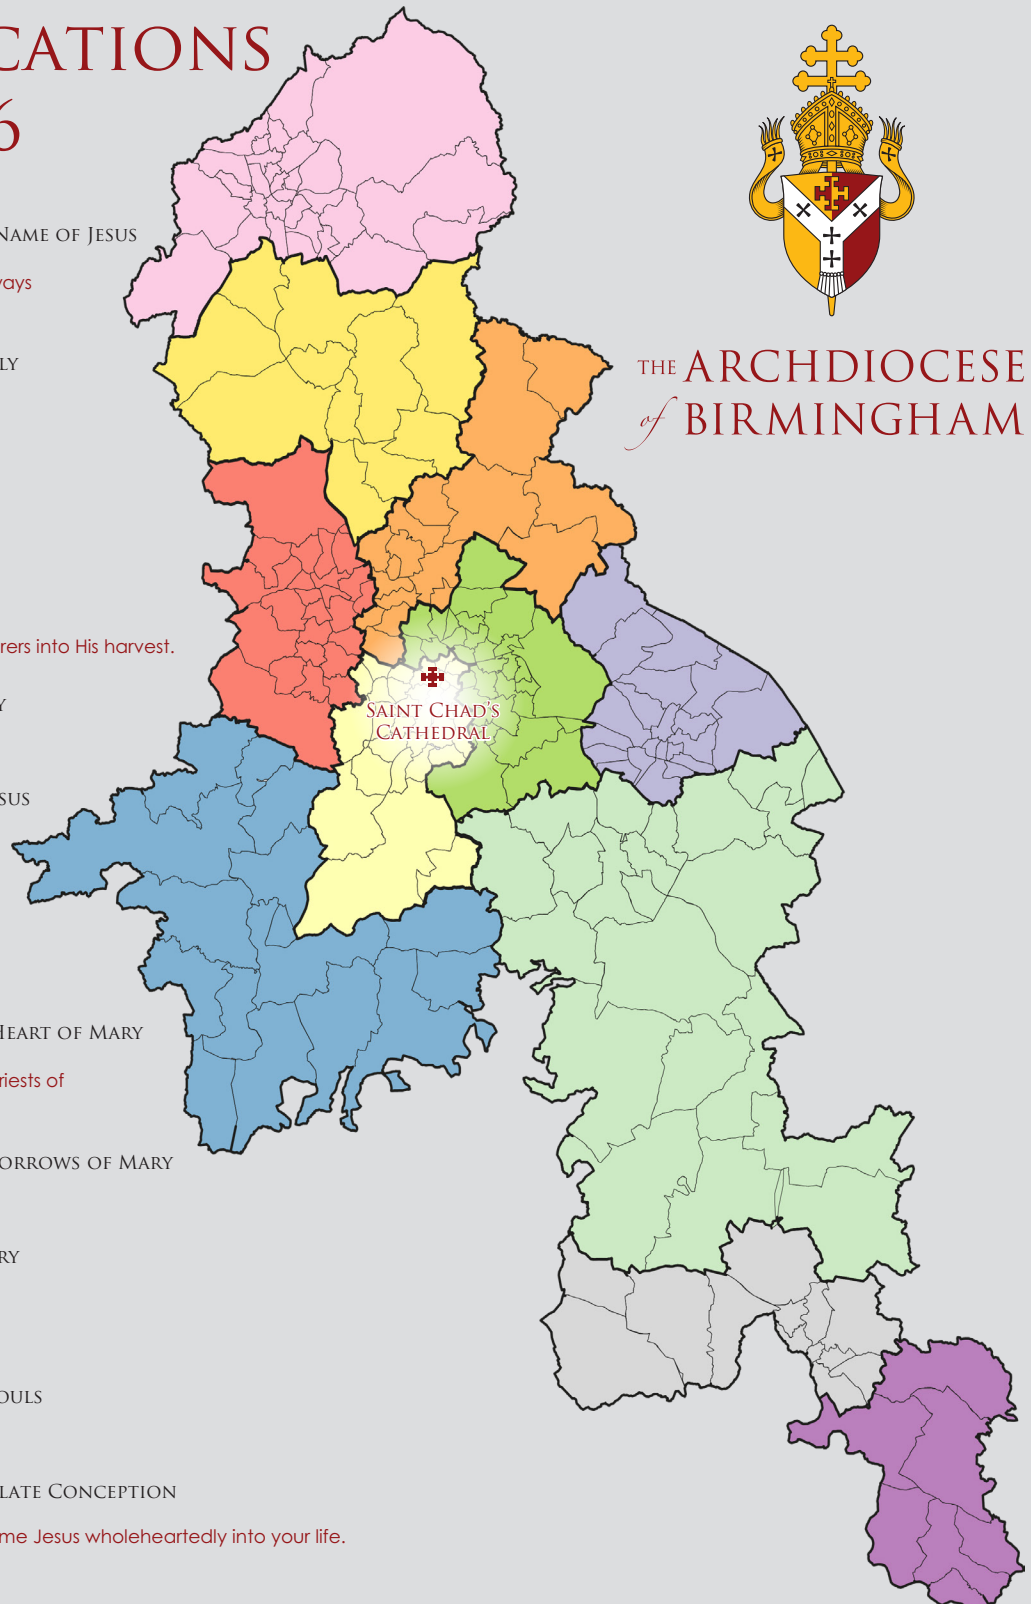 CATIONS
6
NAME OF JESUS
ways
LY
THE ARCHDIOCESE
of BIRMINGHAM
rers into His harvest.
Y
SAINT CHAD'S
CATHEDRAL
SUS
HEART OF MARY
riests of
ORROWS OF MARY
RY
OULS
LATE CONCEPTION
me Jesus wholeheartedly into your life.